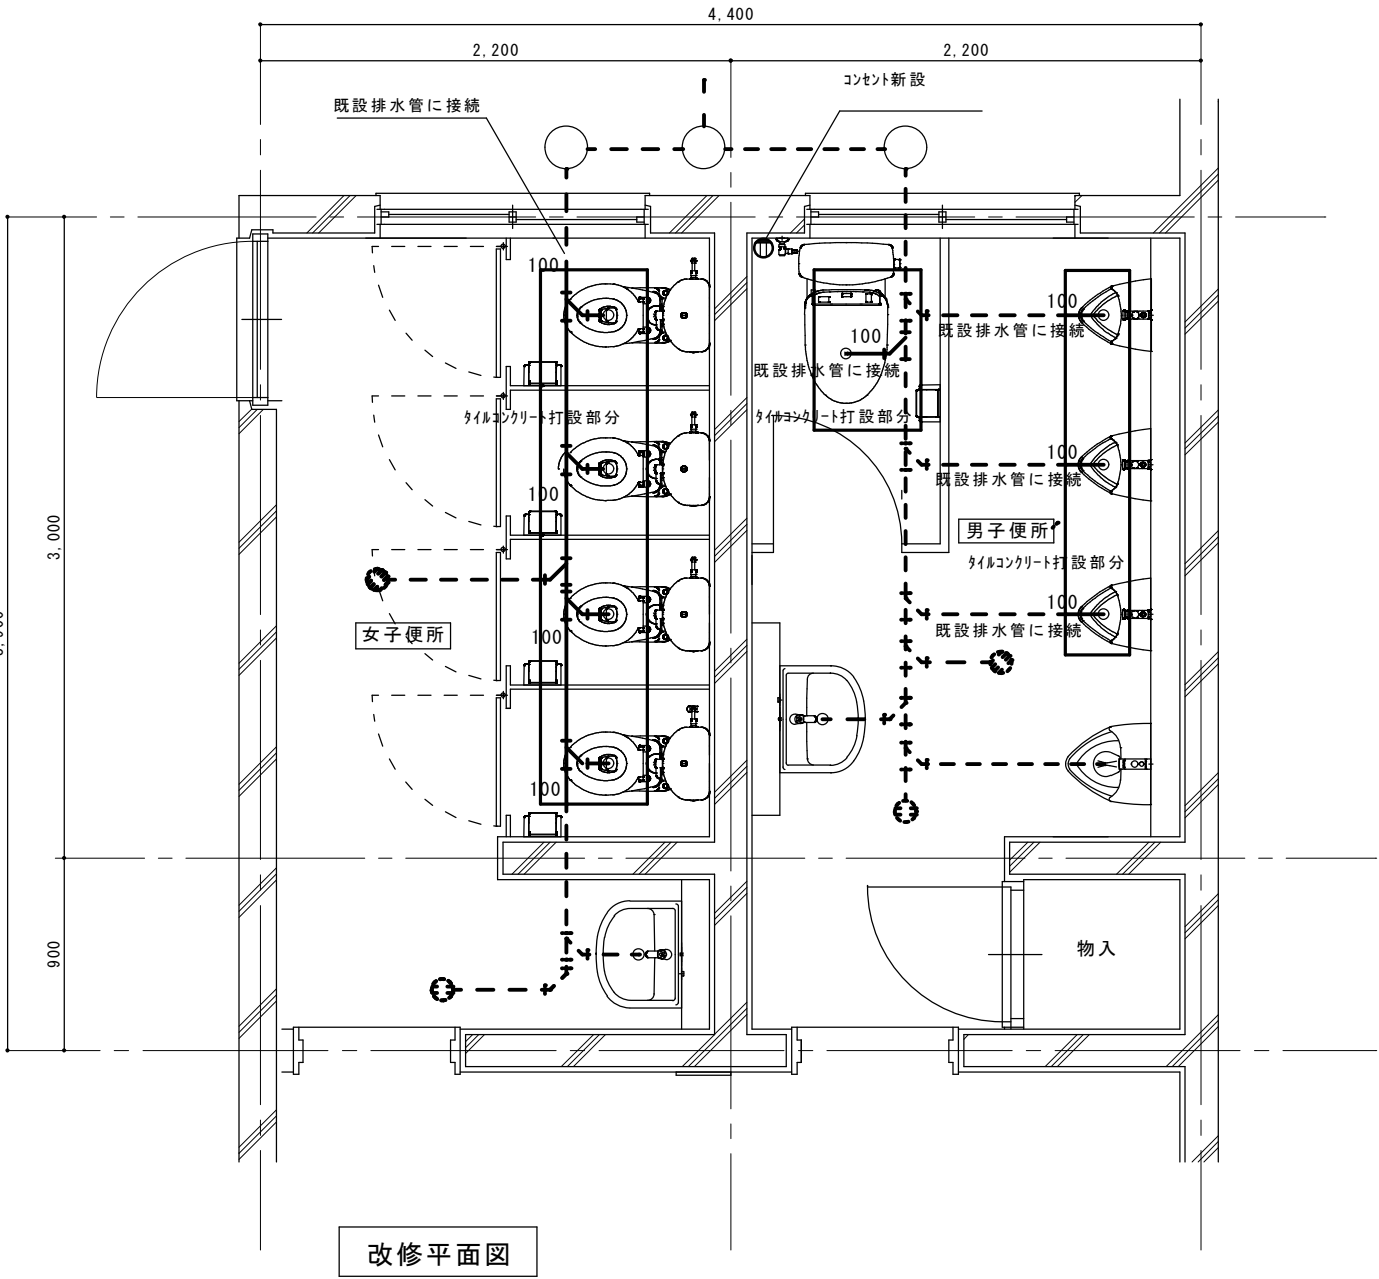 4,400
2,200
2,200
コンセント新設
既設排水管に接続
100
100
既設排水管に接続
100
既設排水管に接続
タイルコンクリート打設部分
タイルコンクリート打設部分
100
既設排水管に接続
100
男子便所
3,000
タイルコンクリート打設部分
100
既設排水管に接続
女子便所
100
100
900
物入
改修平面図